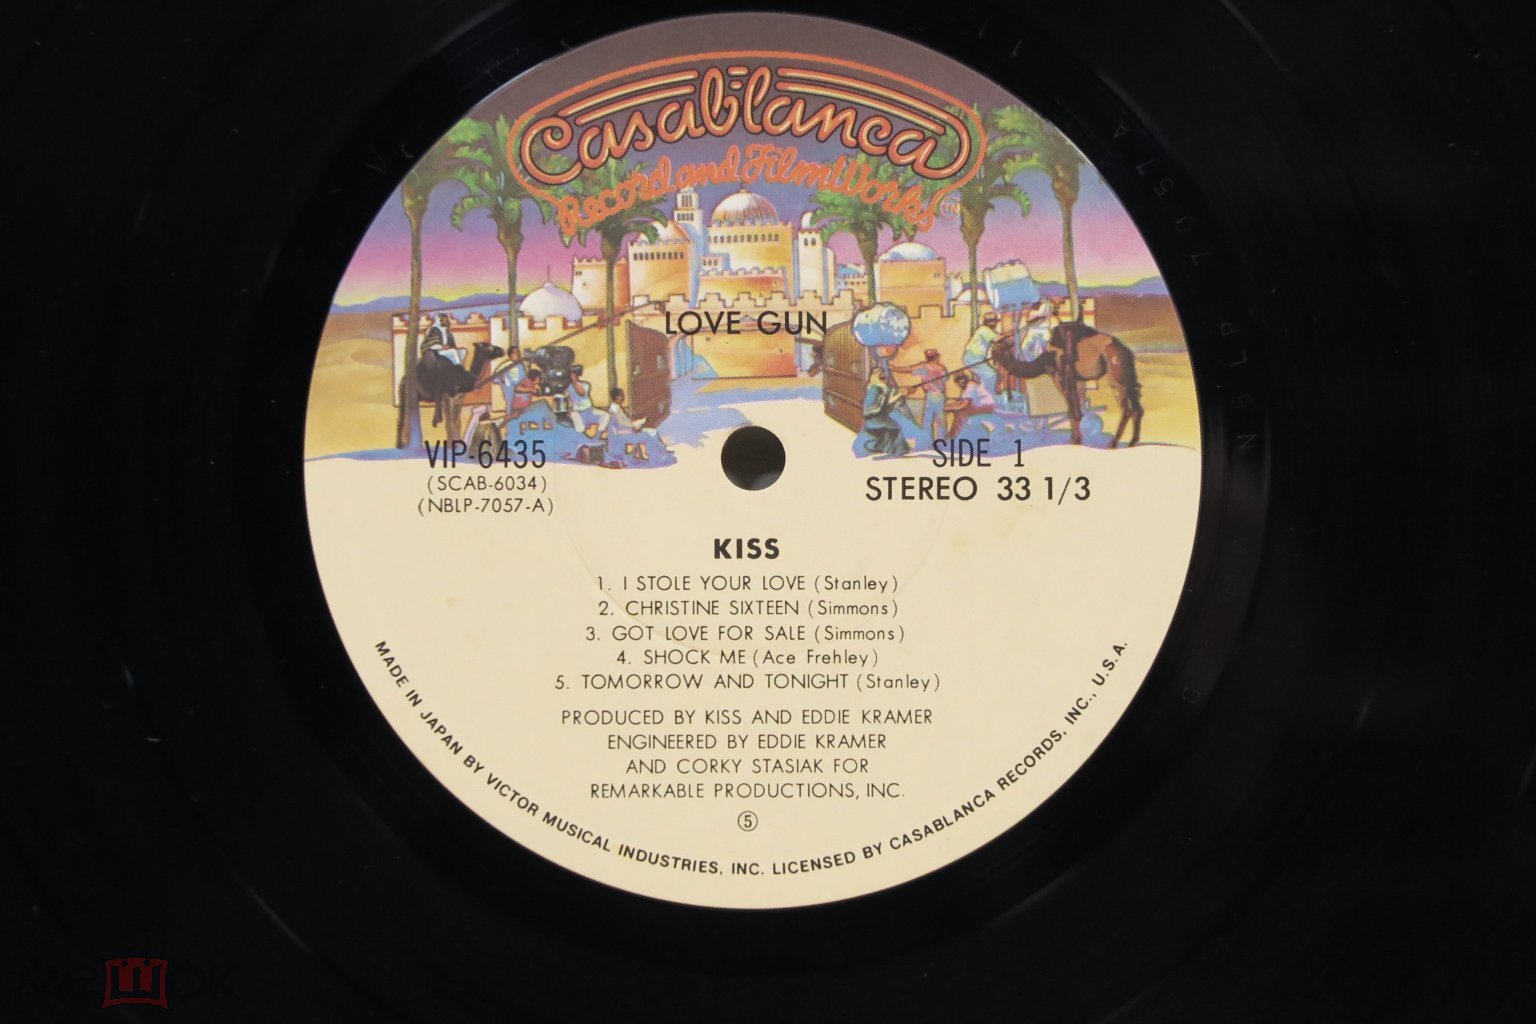 Casablanca
Record and FilmWorks
TM
LOVE GUN
VIP-6435
(SCAB-6034)
(NBLP-7057-A)
SIDE 1
STEREO 33 1/3
KISS
1. I STOLE YOUR LOVE (Stanley)
2. CHRISTINE SIXTEEN (Simmons)
3. GOT LOVE FOR SALE (Simmons)
4. SHOCK ME (Ace Frehley)
5. TOMORROW AND TONIGHT (Stanley)
PRODUCED BY KISS AND EDDIE KRAMER
ENGINEERED BY EDDIE KRAMER
AND CORKY STASIAK FOR
REMARKABLE PRODUCTIONS, INC.
⑤
MADE IN JAPAN BY VICTOR MUSICAL INDUSTRIES, INC. LICENSED BY CASABLANCA RECORDS, INC., U.S.A.
МЕШОК